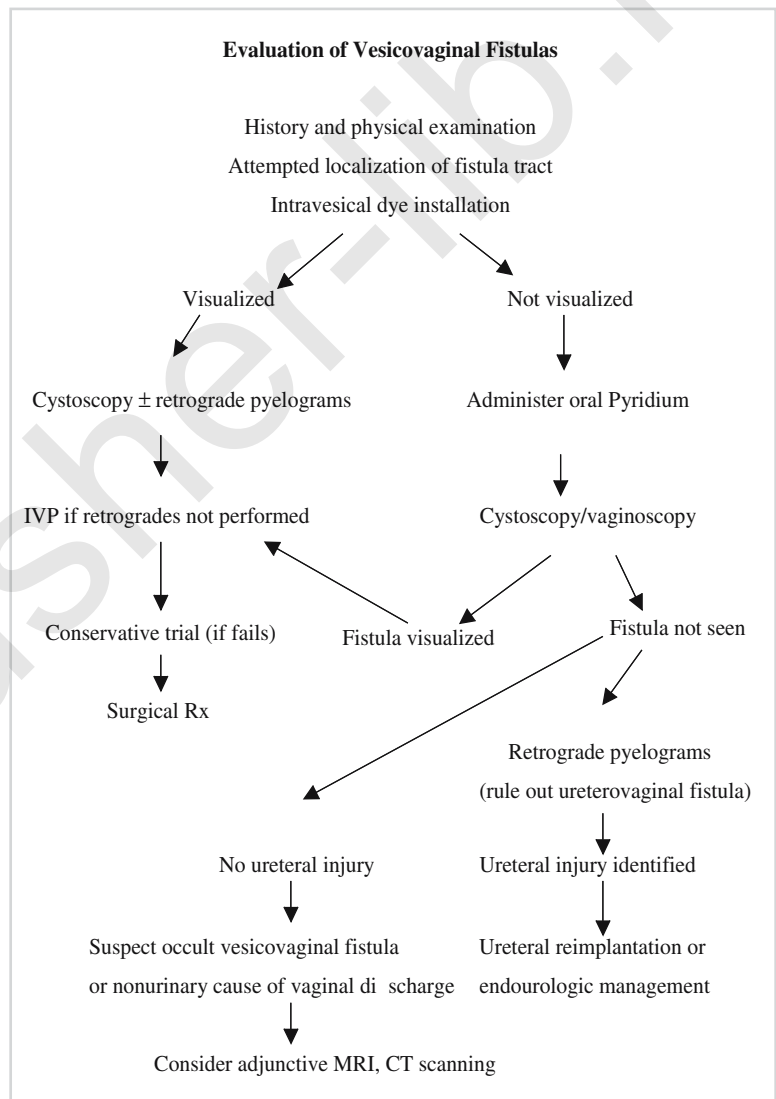 Evaluation of Vesicovaginal Fistulas
History and physical examination
Attempted localization of fistula tract
Intravesical dye installation
Visualized
Not visualized
Cystoscopy ± retrograde pyelograms
Administer oral Pyridium
IVP if retrogrades not performed
Cystoscopy/vaginoscopy
Conservative trial (if fails)
Fistula visualized
Fistula not seen
Surgical Rx
Retrograde pyelograms
(rule out ureterovaginal fistula)
No ureteral injury
Ureteral injury identified
Suspect occult vesicovaginal fistula
or nonurinary cause of vaginal di scharge
Ureteral reimplantation or
endourologic management
Consider adjunctive MRI, CT scanning